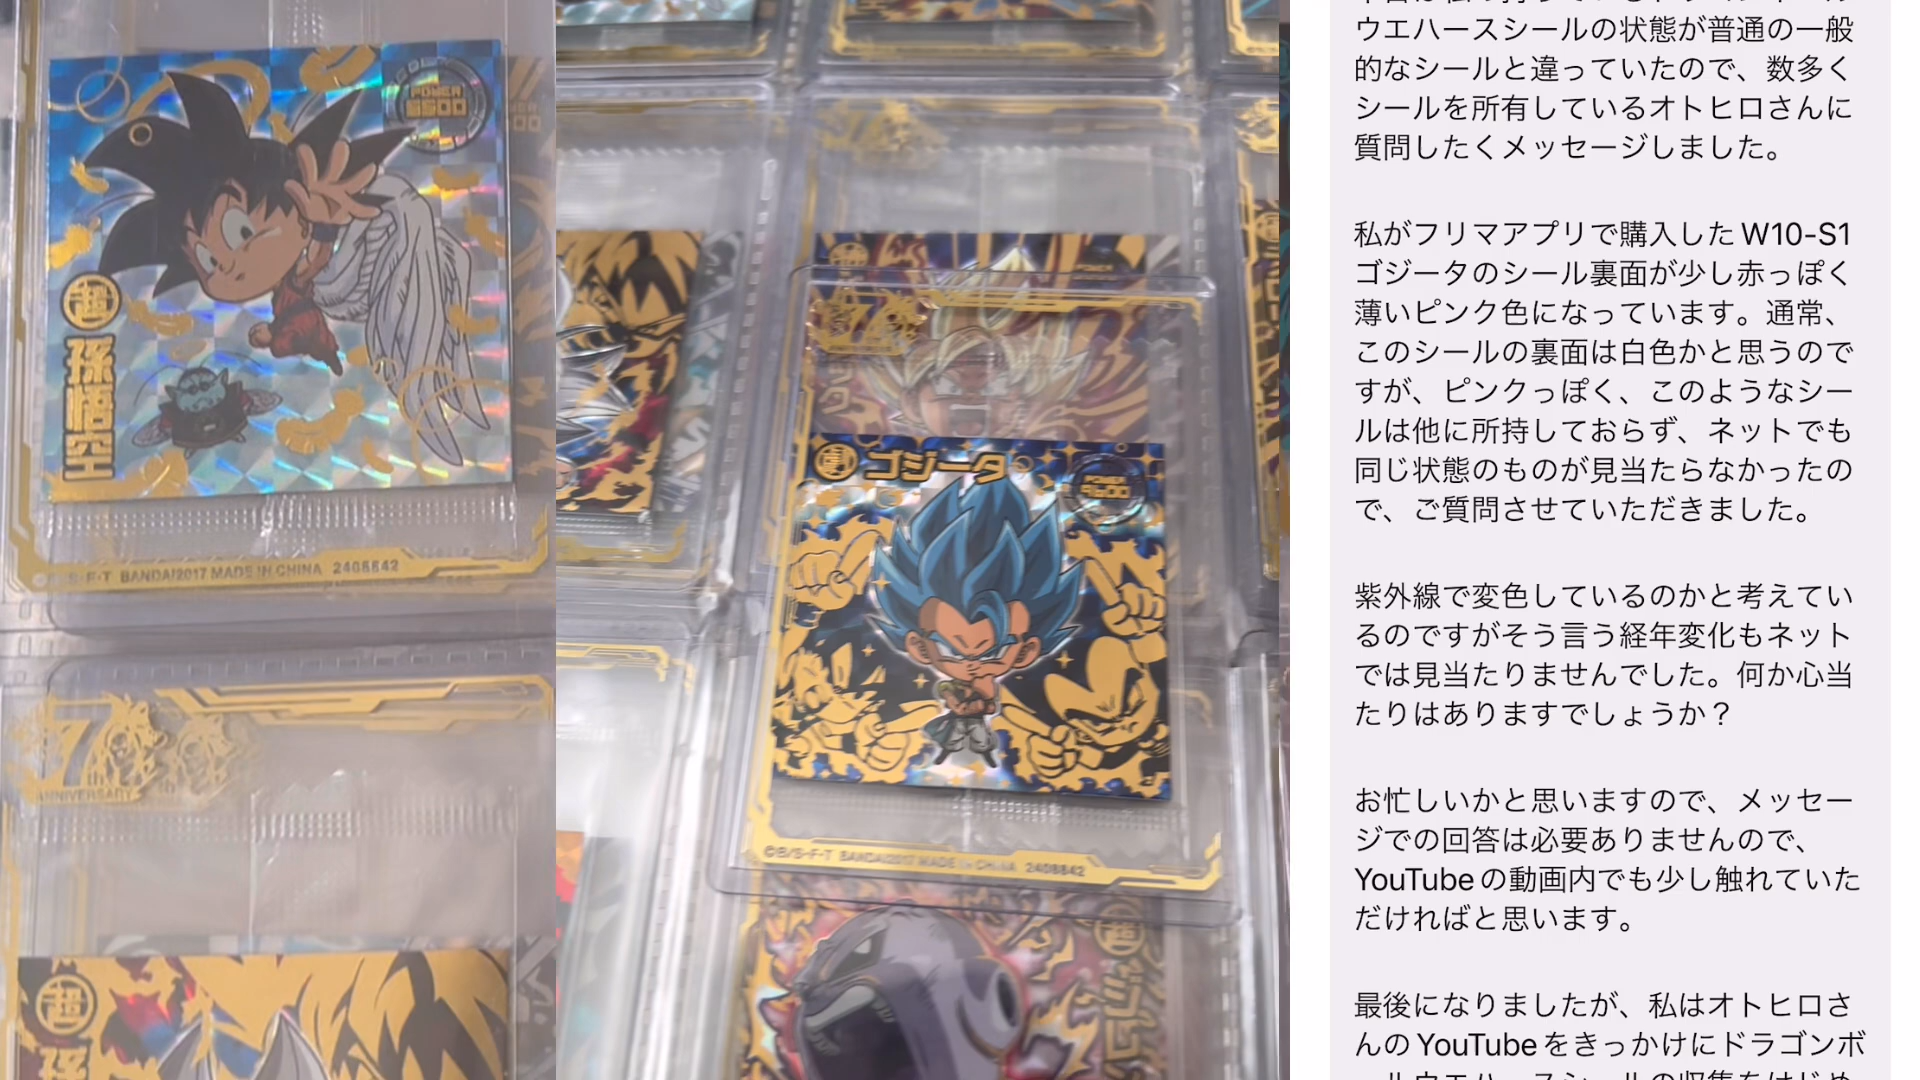 POWER
5500
超
孫悟空
©B/S・F・T BANDAI2017 MADE IN CHINA 2408842
7th
ANNIVERSARY
超
孫
超
ゴジータ
POWER
©B/S・F・T BANDAI2017 MADE IN CHINA 2408842
超
ウエハースシールの状態が普通の一般
的なシールと違っていたので、数多く
シールを所有しているオトヒロさんに
質問したくメッセージしました。
私がフリマアプリで購入したW10-S1
ゴジータのシール裏面が少し赤っぽく
薄いピンク色になっています。通常、
このシールの裏面は白色かと思うので
すが、ピンクっぽく、このようなシー
ルは他に所持しておらず、ネットでも
同じ状態のものが見当たらなかったの
で、ご質問させていただきました。
紫外線で変色しているのかと考えてい
るのですがそう言う経年変化もネット
では見当たりませんでした。何か心当
たりはありますでしょうか？
お忙しいかと思いますので、メッセー
ジでの回答は必要ありませんので、
YouTubeの動画内でも少し触れていた
だければと思います。
最後になりましたが、私はオトヒロさ
んのYouTubeをきっかけにドラゴンボ